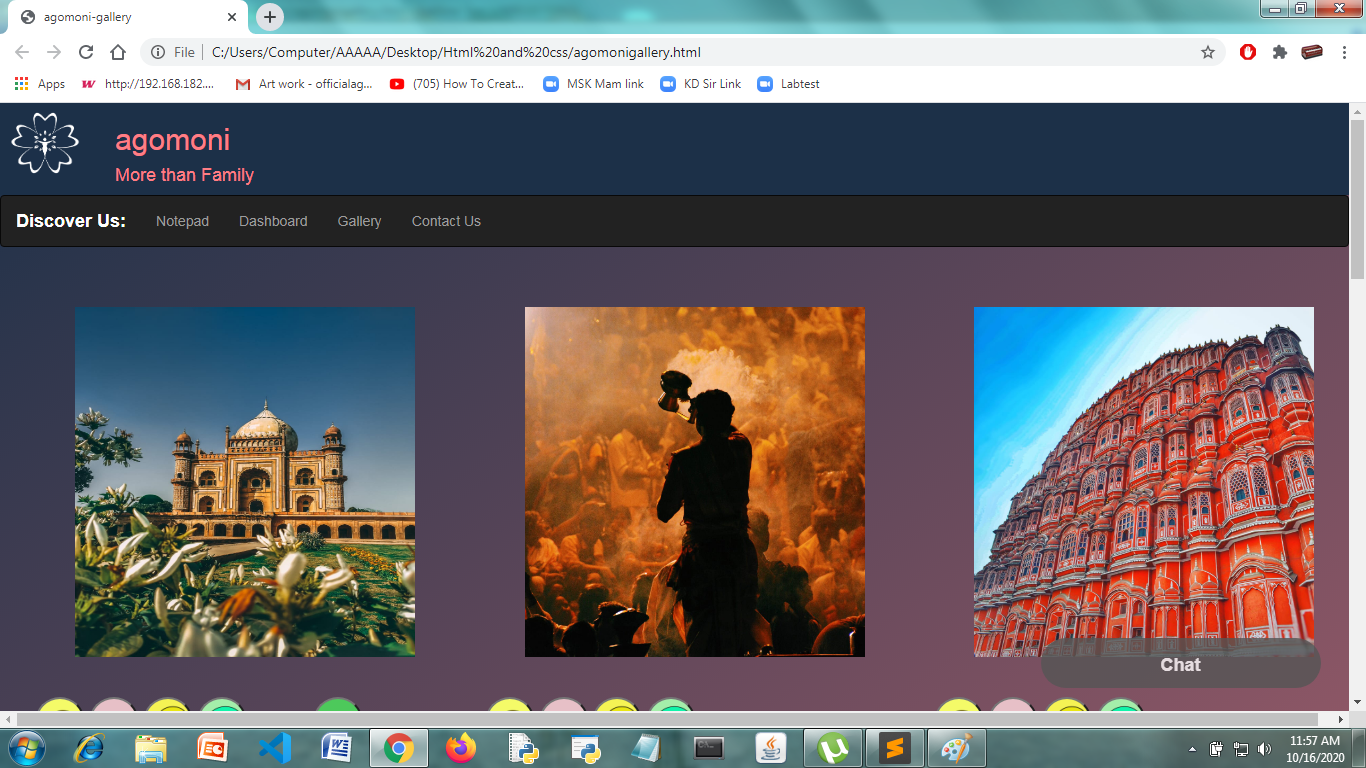 agomoni-gallery
File
C:/Users/Computer/AAAAA/Desktop/Html%20and%20css/agomonigallery.html
Apps
http://192.168.182....
Art work - officialag...
(705) How To Creat...
MSK Mam link
KD Sir Link
Labtest
agomoni
More than Family
Discover Us:
Notepad
Dashboard
Gallery
Contact Us
Chat
11:57 AM
10/16/2020